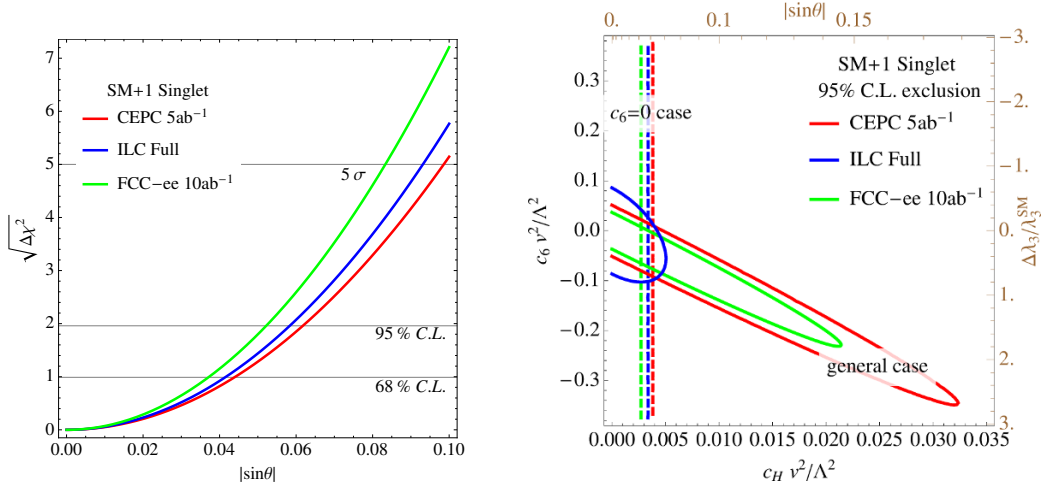 SM+1 Singlet
CEPC 5ab⁻¹
ILC Full
FCC-ee 10ab⁻¹
5 σ
95 % C.L.
68 % C.L.
√Δχ²
7
6
5
4
3
2
1
0
0.00 0.02 0.04 0.06 0.08 0.10
|sinθ|
|sinθ|
0. 0.1 0.15
SM+1 Singlet
95% C.L. exclusion
c₆=0 case
CEPC 5ab⁻¹
ILC Full
FCC-ee 10ab⁻¹
general case
c₆ v²/Λ²
0.3
0.2
0.1
0.0
−0.1
−0.2
−0.3
−3.
−2.
−1.
0.
1.
2.
3.
Δλ₃/λ₃ˢᴹ
0.000 0.005 0.010 0.015 0.020 0.025 0.030 0.035
c_H v²/Λ²